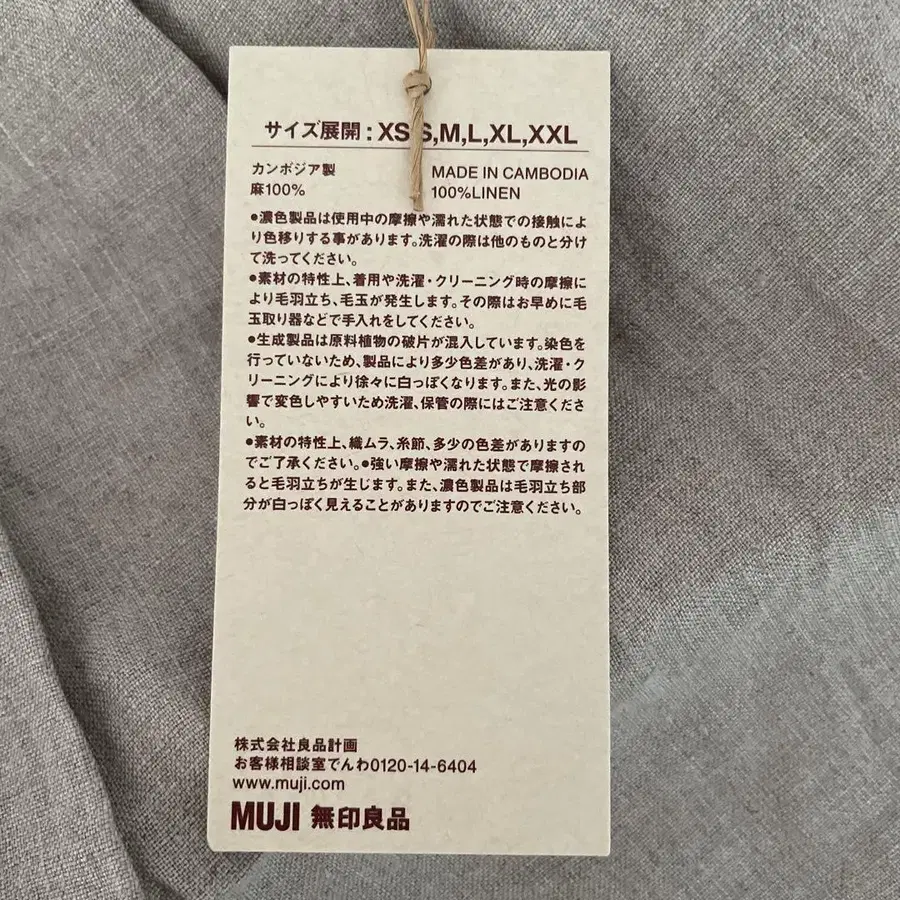 サイズ展開 : XS,S,M,L,XL,XXL
カンボジア製
麻100%
MADE IN CAMBODIA
100%LINEN
●濃色製品は使用中の摩擦や濡れた状態での接触によ
り色移りする事があります。洗濯の際は他のものと分け
て洗ってください。
●素材の特性上、着用や洗濯・クリーニング時の摩擦に
より毛羽立ち、毛玉が発生します。その際はお早めに毛
玉取り器などで手入れをしてください。
●生成製品は原料植物の破片が混入しています。染色を
行っていないため、製品により多少色差があり、洗濯・ク
リーニングにより徐々に白っぽくなります。また、光の影
響で変色しやすいため洗濯、保管の際にはご注意くださ
い。
●素材の特性上、織ムラ、糸節、多少の色差がありますの
でご了承ください。●強い摩擦や濡れた状態で摩擦され
ると毛羽立ちが生じます。また、濃色製品は毛羽立ち部
分が白っぽく見えることがありますのでご注意ください。
株式会社良品計画
お客様相談室でんわ0120-14-6404
www.muji.com
MUJI 無印良品